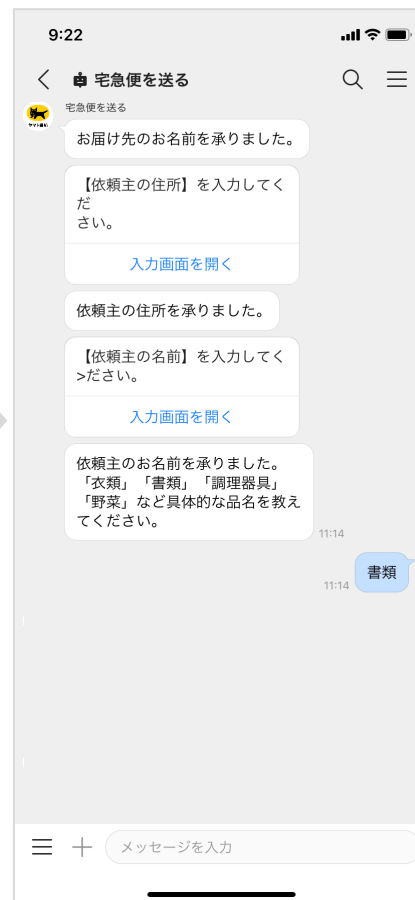 9:22
宅急便を送る
宅急便を送る
お届け先のお名前を承りました。
【依頼主の住所】を入力してく
だ
さい。
入力画面を開く
依頼主の住所を承りました。
【依頼主の名前】を入力してく
>ださい。
入力画面を開く
依頼主のお名前を承りました。
「衣類」「書類」「調理器具」
「野菜」など具体的な品名を教え
てください。
11:14
書類
11:14
メッセージを入力